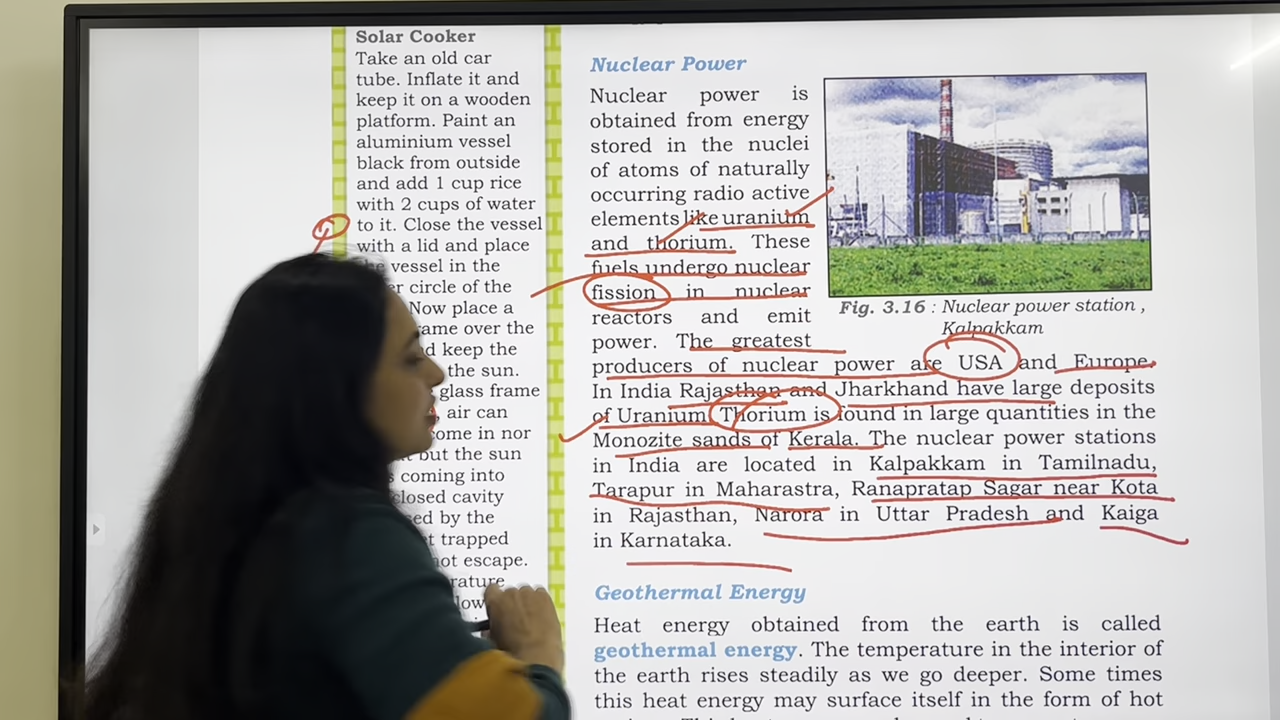 Solar Cooker
Take an old car
tube. Inflate it and
keep it on a wooden
platform. Paint an
aluminium vessel
black from outside
and add 1 cup rice
with 2 cups of water
to it. Close the vessel
with a lid and place
vessel in the
circle of the
Now place a
over the
keep the
the sun.
glass frame
air can
come in nor
but the sun
coming into
closed cavity
by the
trapped
not escape.
Nuclear Power
Nuclear power is
obtained from energy
stored in the nuclei
of atoms of naturally
occurring radio active
elements like uranium
and thorium. These
fuels undergo nuclear
fission in nuclear
reactors and emit
power. The greatest
producers of nuclear power are USA and Europe.
In India Rajasthan and Jharkhand have large deposits
of Uranium. Thorium is found in large quantities in the
Monozite sands of Kerala. The nuclear power stations
in India are located in Kalpakkam in Tamilnadu,
Tarapur in Maharastra, Ranapratap Sagar near Kota
in Rajasthan, Narora in Uttar Pradesh and Kaiga
in Karnataka.
Fig. 3.16 : Nuclear power station ,
Kalpakkam
Geothermal Energy
Heat energy obtained from the earth is called
geothermal energy. The temperature in the interior of
the earth rises steadily as we go deeper. Some times
this heat energy may surface itself in the form of hot